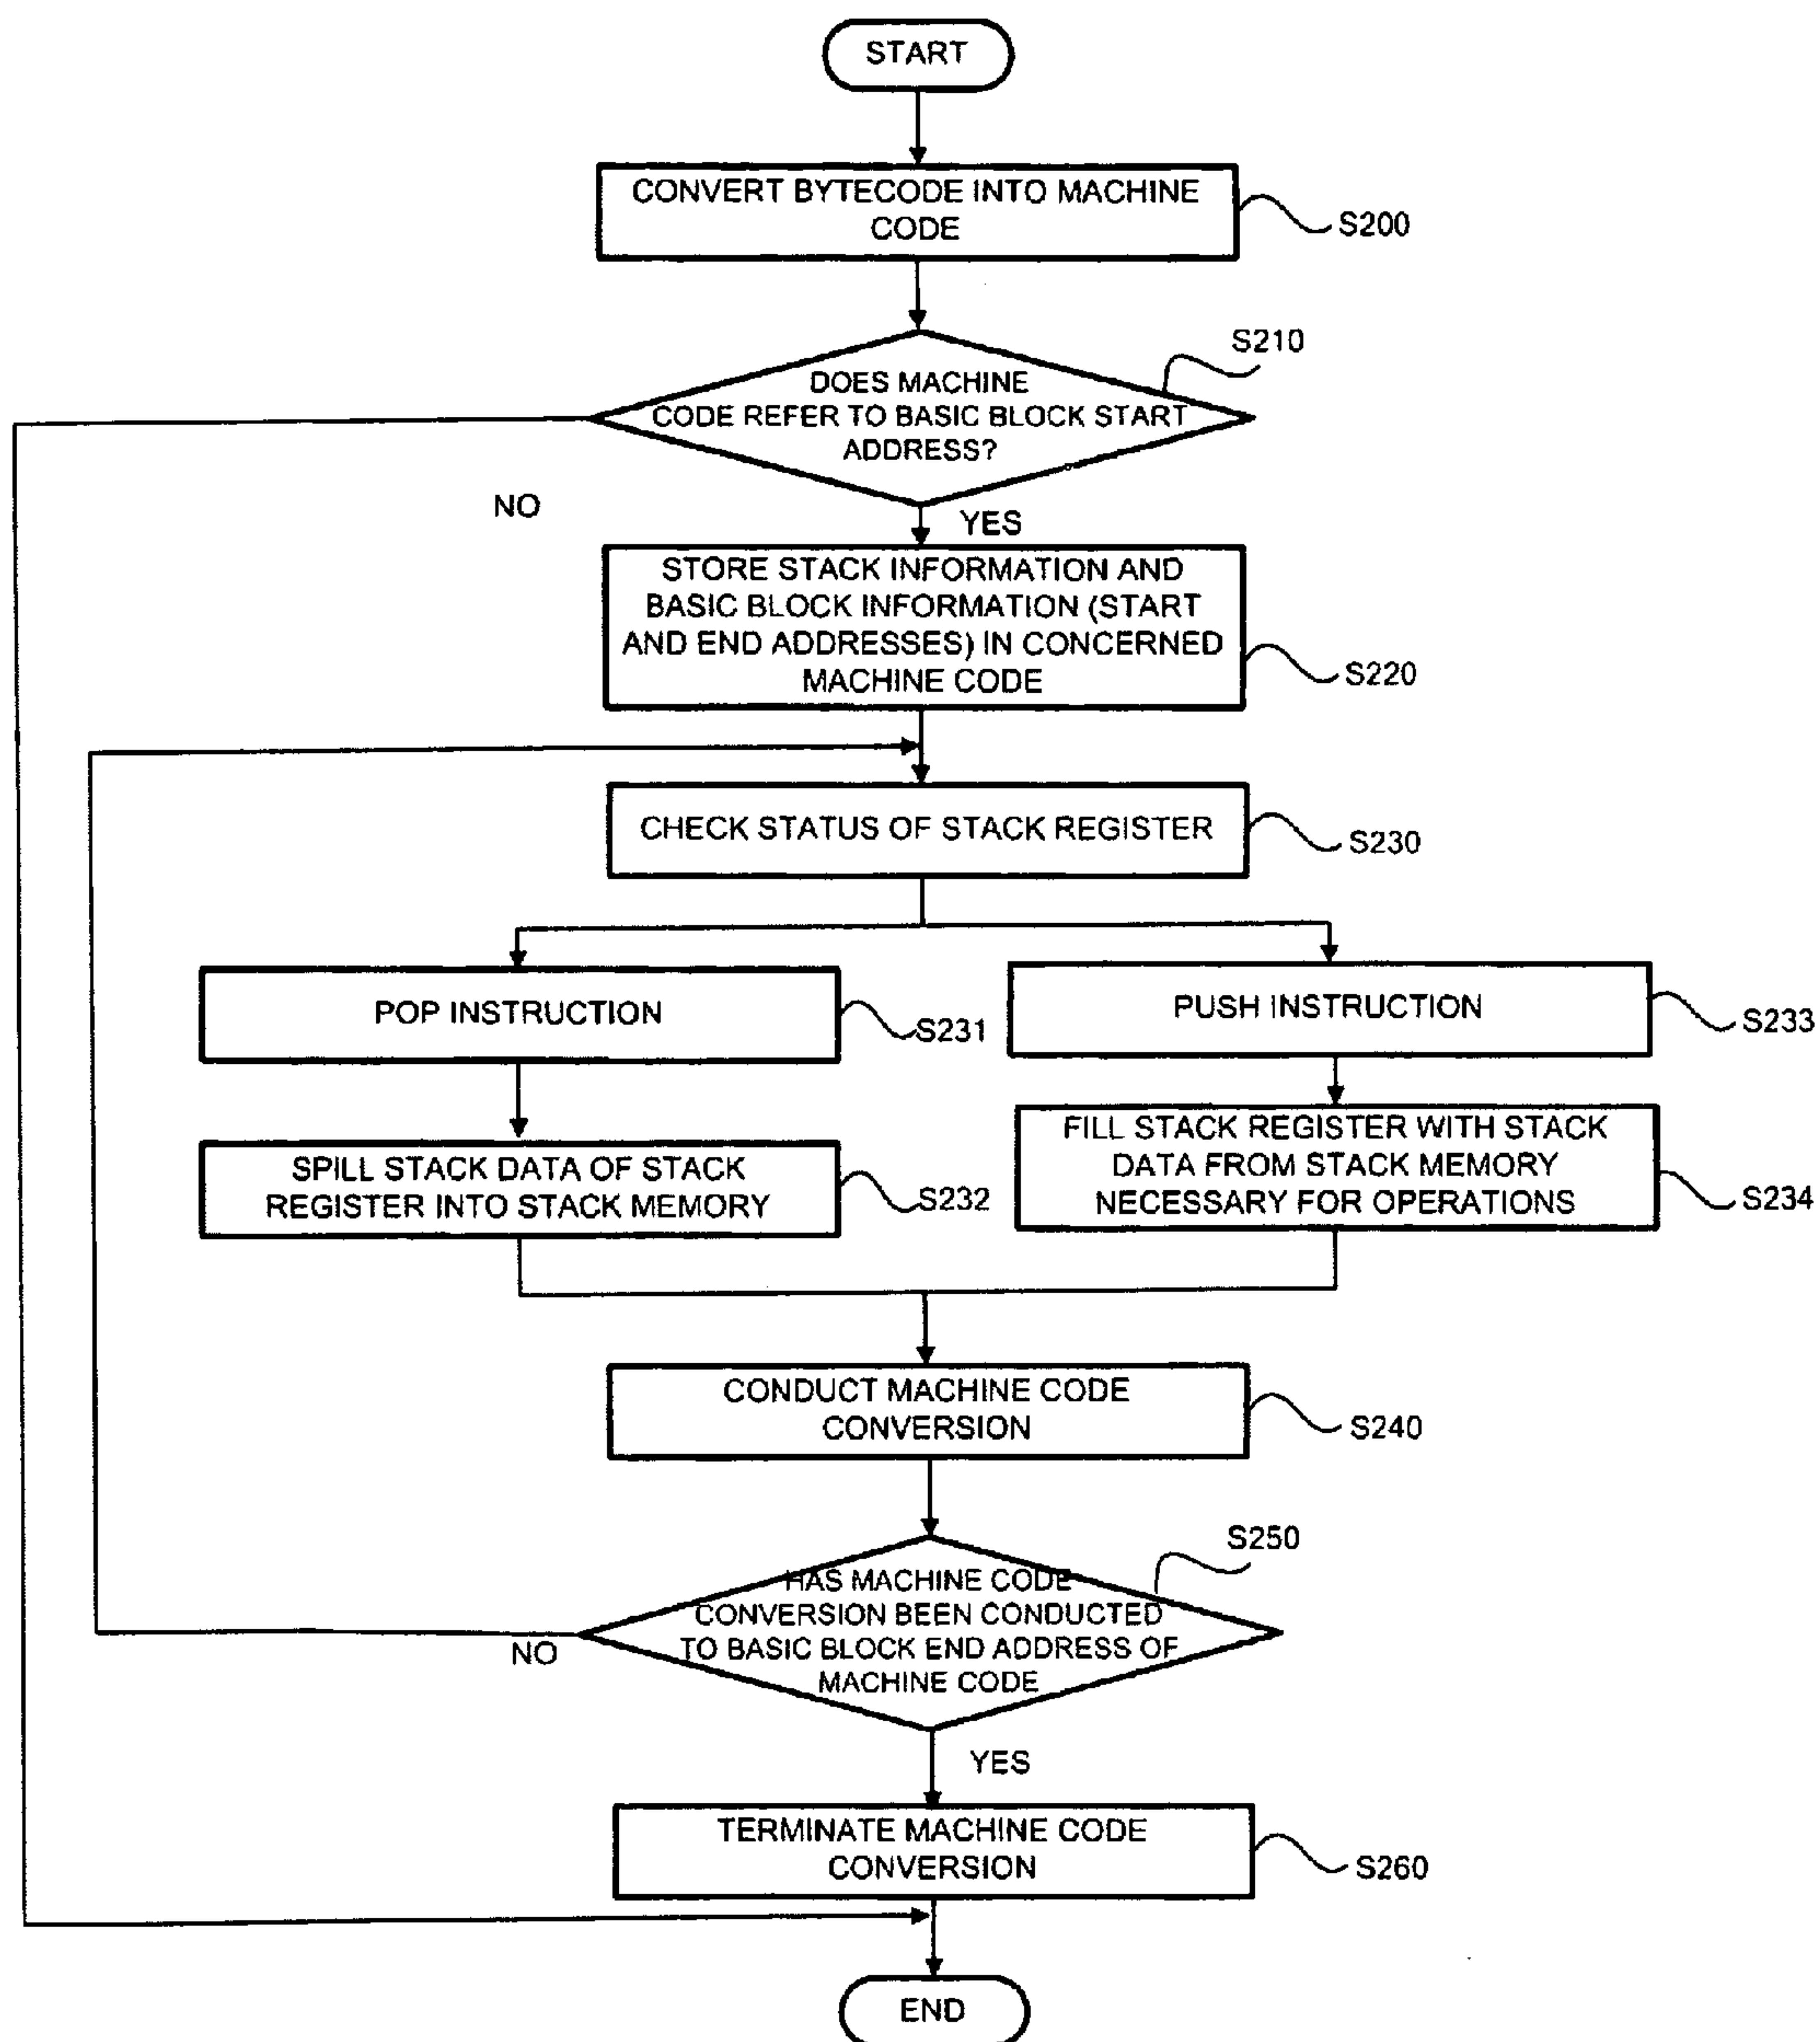 START
CONVERT BYTECODE INTO MACHINE
CODE
S200
S210
DOES MACHINE
CODE REFER TO BASIC BLOCK START
ADDRESS?
NO
YES
STORE STACK INFORMATION AND
BASIC BLOCK INFORMATION (START
AND END ADDRESSES) IN CONCERNED
MACHINE CODE
S220
CHECK STATUS OF STACK REGISTER
S230
POP INSTRUCTION
S231
PUSH INSTRUCTION
S233
SPILL STACK DATA OF STACK
REGISTER INTO STACK MEMORY
S232
FILL STACK REGISTER WITH STACK
DATA FROM STACK MEMORY
NECESSARY FOR OPERATIONS
S234
CONDUCT MACHINE CODE
CONVERSION
S240
S250
HAS MACHINE CODE
CONVERSION BEEN CONDUCTED
TO BASIC BLOCK END ADDRESS OF
MACHINE CODE
NO
YES
TERMINATE MACHINE CODE
CONVERSION
S260
END